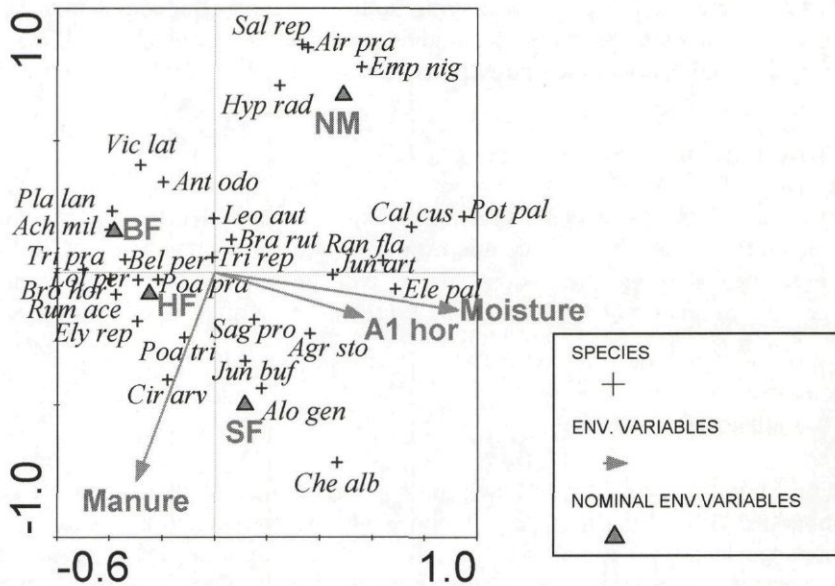 1.0
Sal rep
Air pra
Emp nig
Hyp rad
NM
Vic lat
Ant odo
Pla lan
Leo aut
Cal cus
Pot pal
Ach mil
BF
Bra rut
Ran fla
Tri pra
Bel per
Tri rep
Jun art
Lol per
Poa pra
Ele pal
Bro hor
HF
Moisture
Rum ace
A1 hor
Ely rep
Sag pro
Poa tri
Agr sto
Jun buf
Cir arv
Alo gen
SF
Che alb
Manure
-1.0
-0.6
1.0
SPECIES
ENV. VARIABLES
NOMINAL ENV.VARIABLES